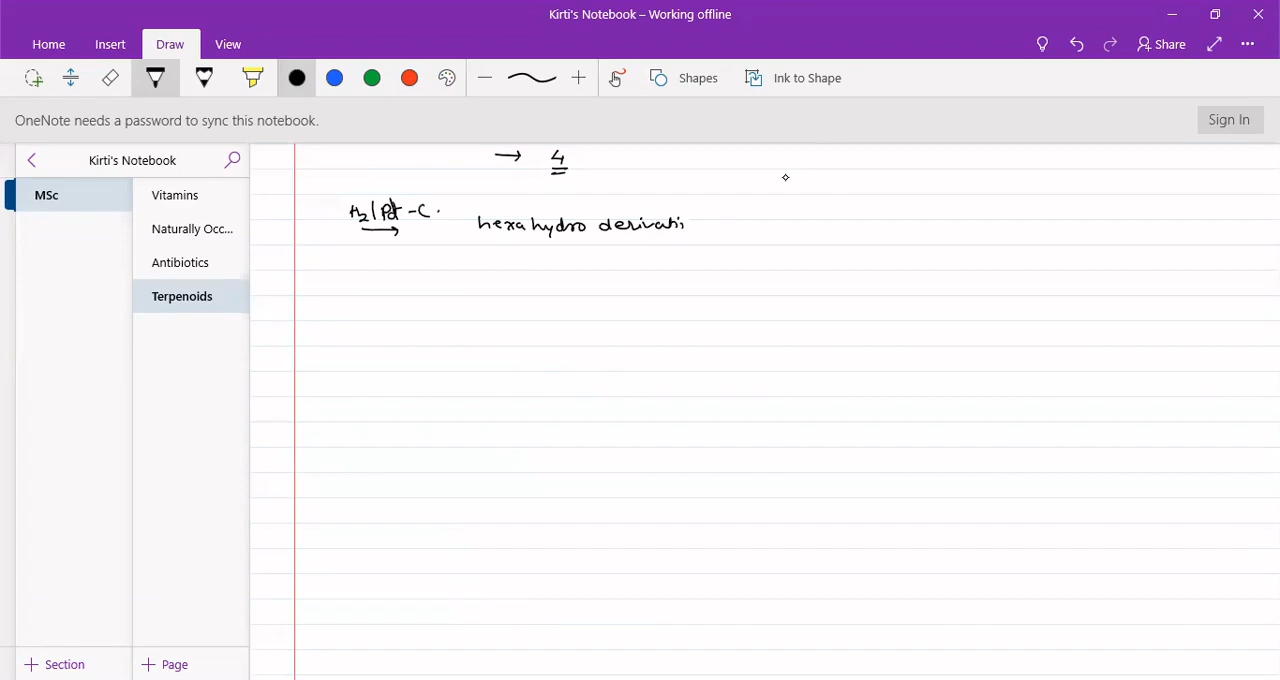 Kirti's Notebook – Working offline
Home Insert Draw View Share
Shapes Ink to Shape
OneNote needs a password to sync this notebook. Sign In
Kirti's Notebook
MSc
Vitamins
Naturally Occ...
Antibiotics
Terpenoids
→ 4
H₂/Pd-C.
→
hexahydro derivati
+ Section
+ Page